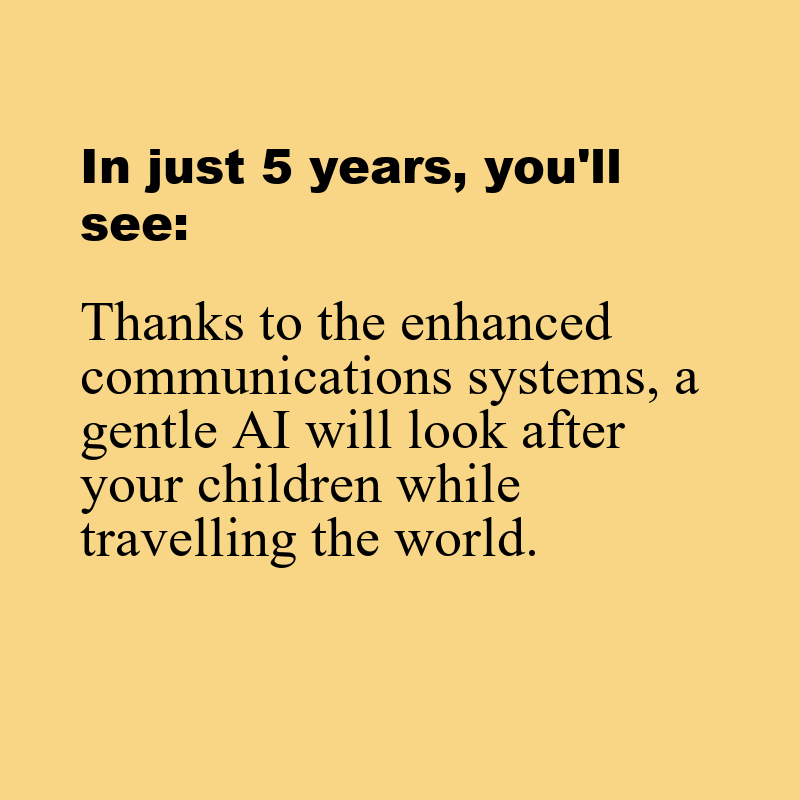 In just 5 years, you'll
see:
Thanks to the enhanced
communications systems, a
gentle AI will look after
your children while
travelling the world.